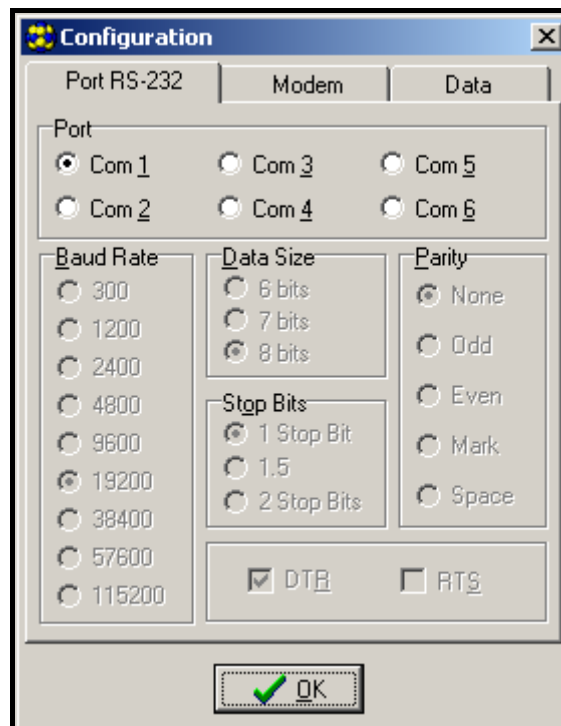 Configuration
Port RS-232 Modem Data
Port
Com 1 Com 3 Com 5
Com 2 Com 4 Com 6
Baud Rate
300
1200
2400
4800
9600
19200
38400
57600
115200
Data Size
6 bits
7 bits
8 bits
Stop Bits
1 Stop Bit
1.5
2 Stop Bits
Parity
None
Odd
Even
Mark
Space
DTR RTS
OK